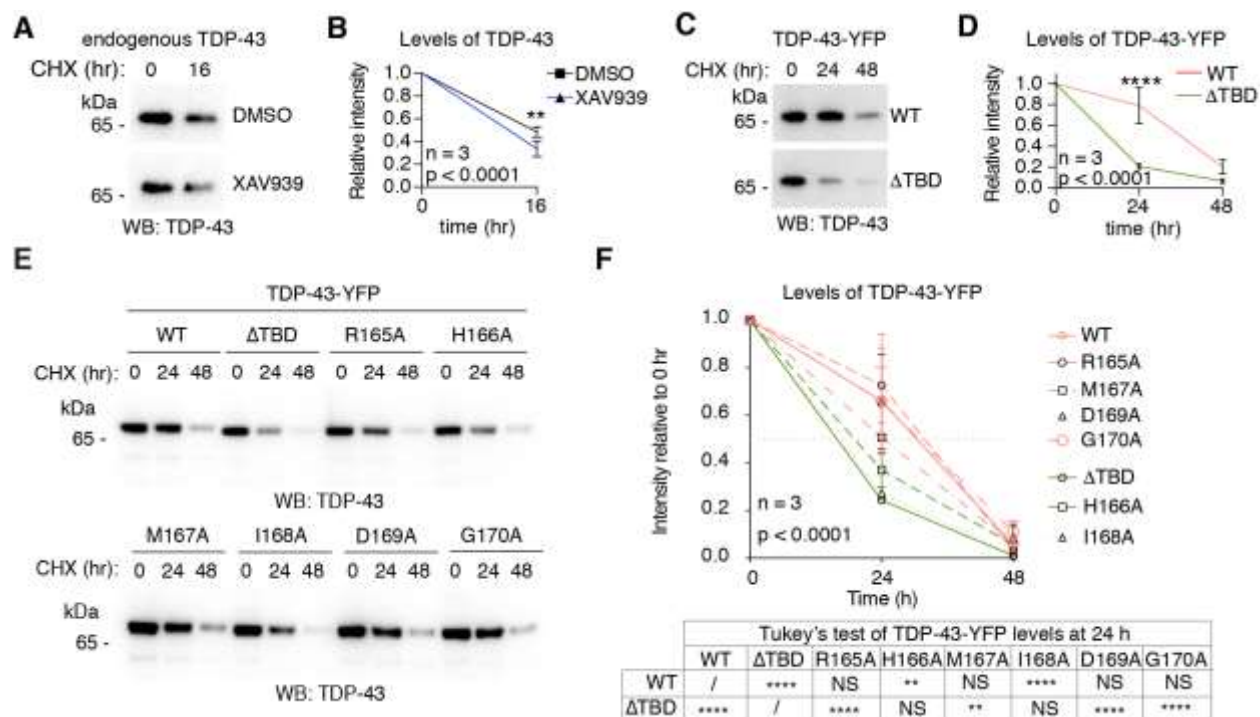 A
endogenous TDP-43
CHX (hr): 0 16
kDa
65 -
DMSO
65 -
XAV939
WB: TDP-43
B
Levels of TDP-43
Relative intensity
1.0
0.8
0.6
0.4
0.2
0.0
DMSO
XAV939
**
n = 3
p < 0.0001
0 16
time (hr)
C
TDP-43-YFP
CHX (hr): 0 24 48
kDa
65 -
WT
65 -
ΔTBD
WB: TDP-43
D
Levels of TDP-43-YFP
Relative intensity
1.0
0.8
0.6
0.4
0.2
0.0
****
WT
ΔTBD
n = 3
p < 0.0001
0 24 48
time (hr)
E
TDP-43-YFP
WT ΔTBD R165A H166A
CHX (hr): 0 24 48 0 24 48 0 24 48 0 24 48
kDa
65 -
WB: TDP-43
M167A I168A D169A G170A
CHX (hr): 0 24 48 0 24 48 0 24 48 0 24 48
kDa
65 -
WB: TDP-43
F
Levels of TDP-43-YFP
Intensity relative to 0 hr
1.0
0.8
0.6
0.4
0.2
0.0
n = 3
p < 0.0001
0 24 48
Time (h)
WT
R165A
M167A
D169A
G170A
ΔTBD
H166A
I168A
Tukey's test of TDP-43-YFP levels at 24 h
WT ΔTBD R165A H166A M167A I168A D169A G170A
WT / **** NS ** NS **** NS NS
ΔTBD **** / **** NS ** NS **** ****